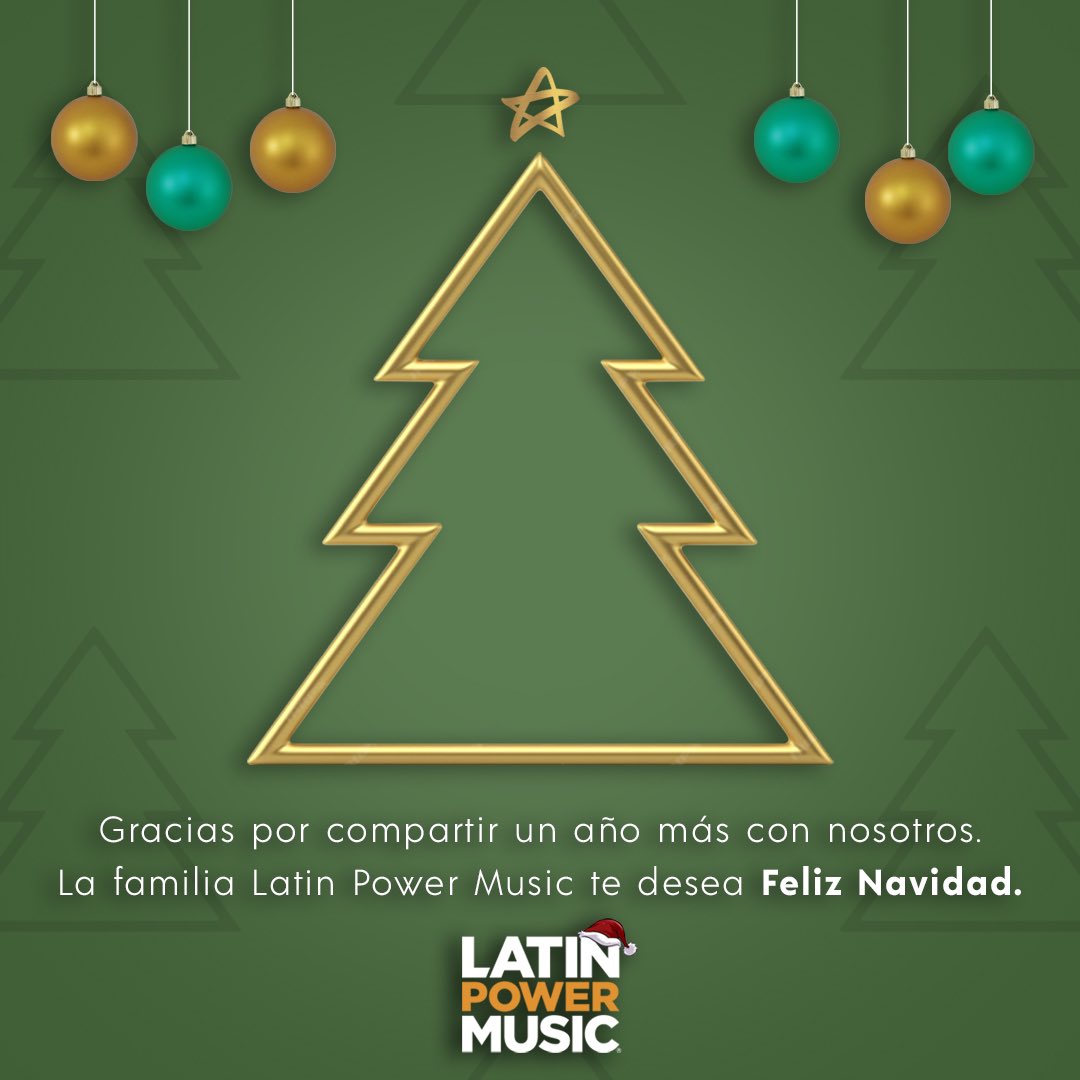 Gracias por compartir un año más con nosotros.
La familia Latin Power Music te desea Feliz Navidad.
LATIN
POWER
MUSIC